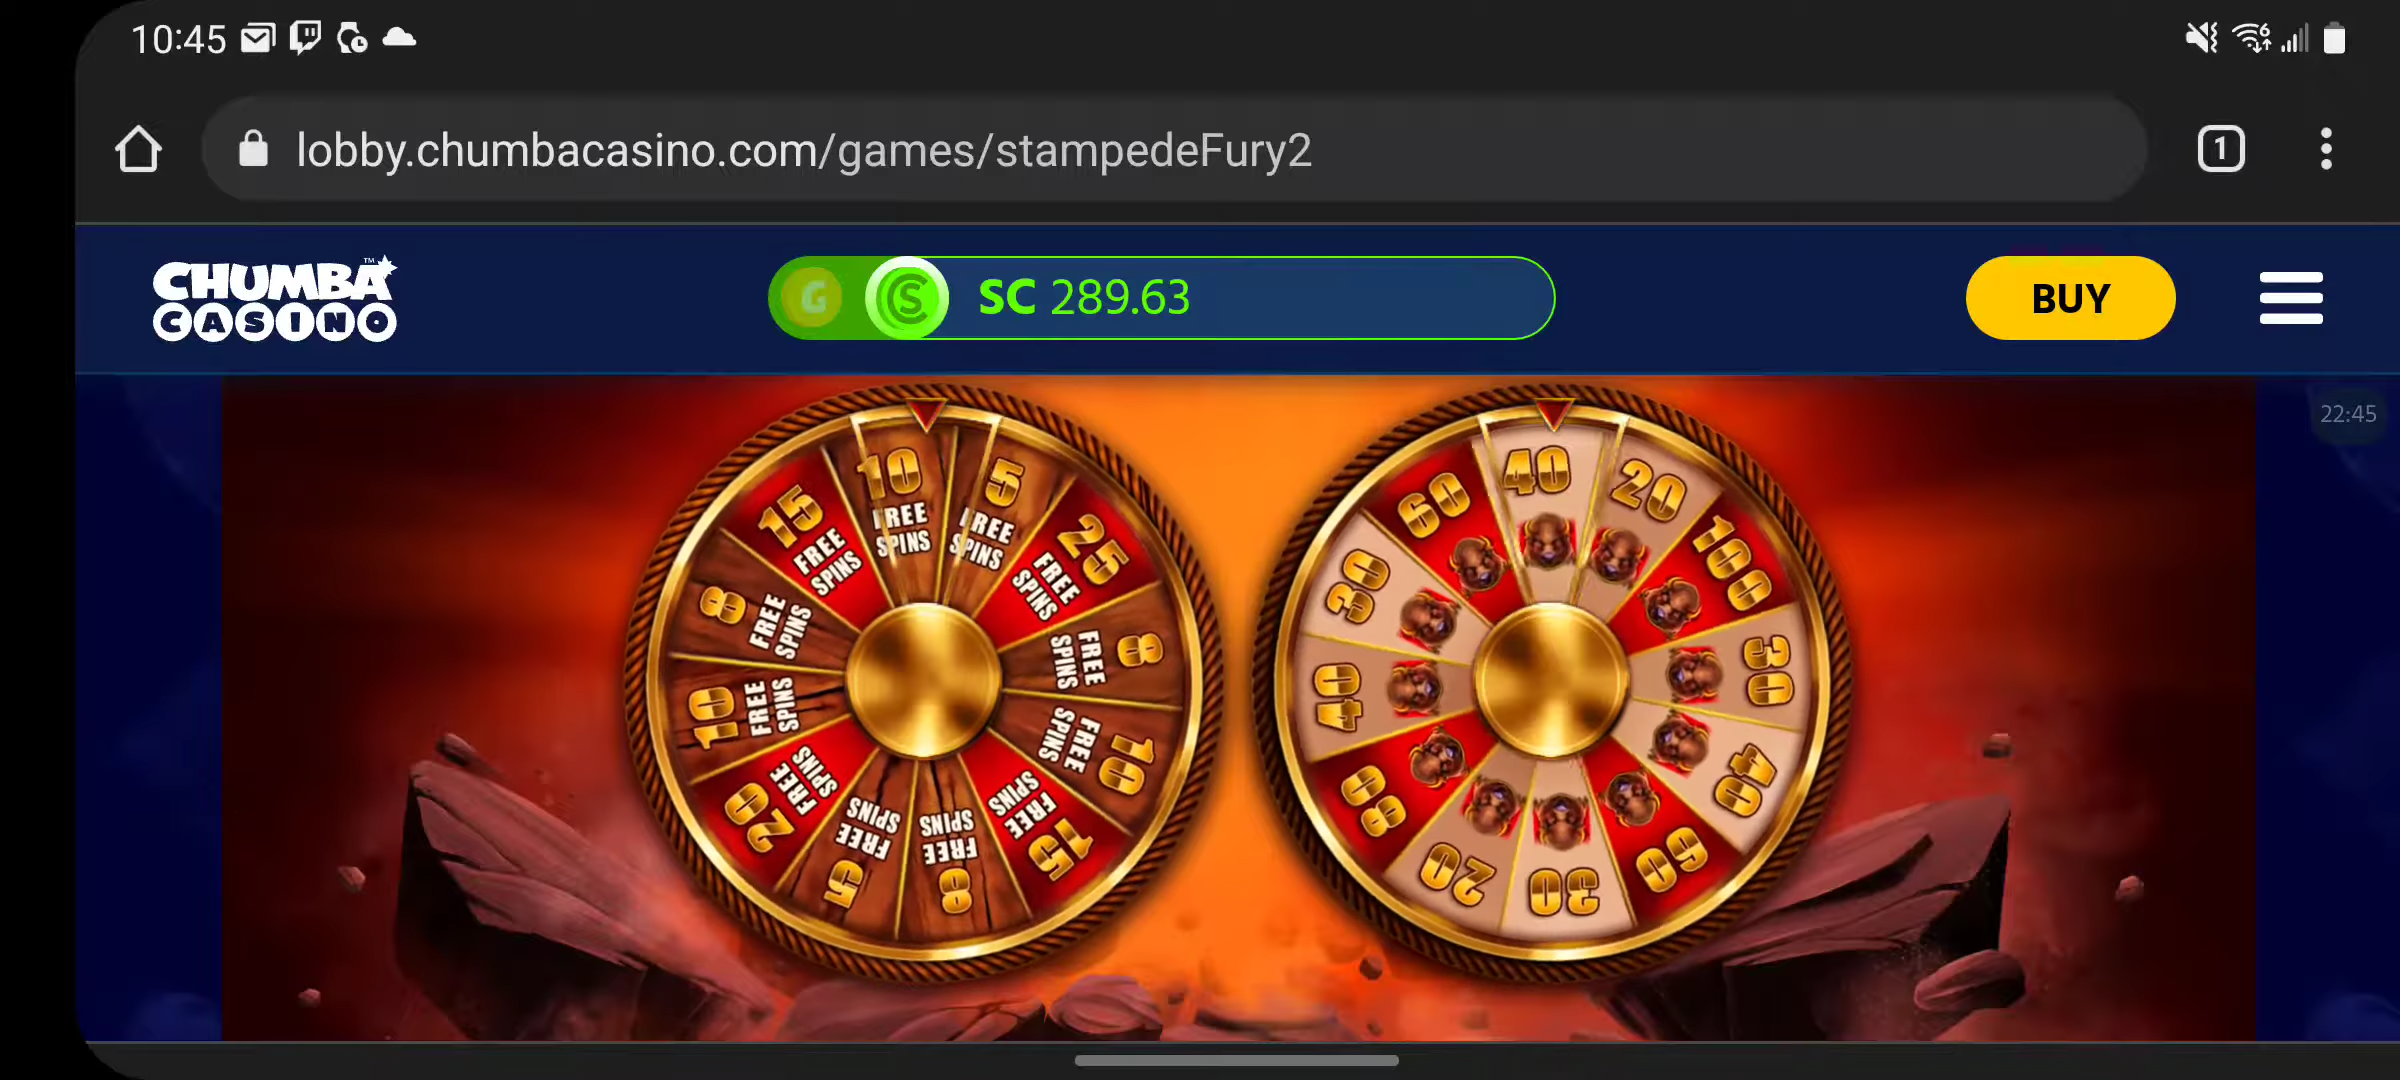 10:45
lobby.chumbacasino.com/games/stampedeFury2
1
CHUMBA™
CASINO
G
S
SC 289.63
BUY
22:45
10 FREE SPINS
5 FREE SPINS
25 FREE SPINS
8 FREE SPINS
10 FREE SPINS
15 FREE SPINS
8 FREE SPINS
5 FREE SPINS
20 FREE SPINS
10 FREE SPINS
8 FREE SPINS
15 FREE SPINS
40
20
100
30
40
60
30
20
88
40
30
60